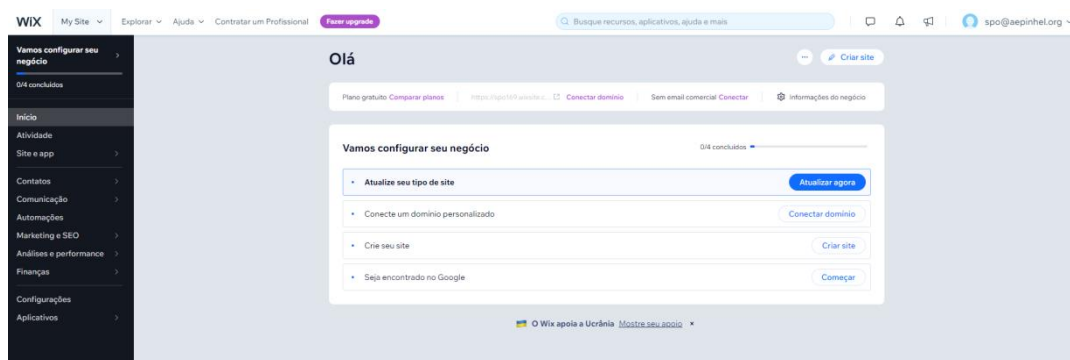 WiX My Site Explorar Ajuda Contratar um Profissional Fazer upgrade Busque recursos, aplicativos, ajuda e mais spo@aepinhel.org
Vamos configurar seu negócio
0/4 concluídos
Início
Atividade
Site e app
Contatos
Comunicação
Automações
Marketing e SEO
Análises e performance
Finanças
Configurações
Aplicativos
Olá
Criar site
Plano gratuito Comparar planos Conectar domínio Sem email comercial Conectar Informações do negócio
Vamos configurar seu negócio 0/4 concluídos
Atualize seu tipo de site Atualizar agora
Conecte um domínio personalizado Conectar domínio
Crie seu site Criar site
Seja encontrado no Google Começar
O Wix apoia a Ucrânia Mostre seu apoio ×